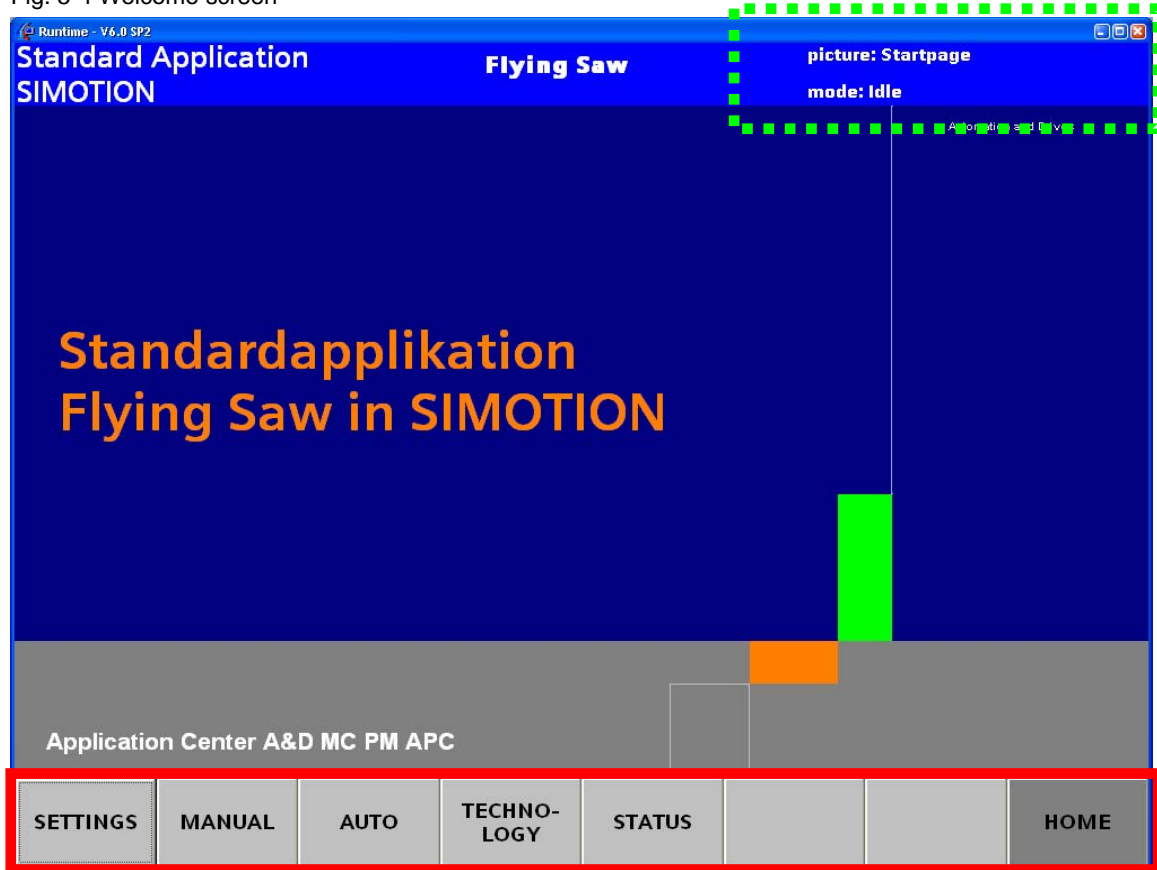 Runtime - V6.0 SP2
Standard Application
SIMOTION
Flying Saw
picture: Startpage
mode: Idle
Standardapplikation
Flying Saw in SIMOTION
Application Center A&D MC PM APC
SETTINGS
MANUAL
AUTO
TECHNO-
LOGY
STATUS
HOME